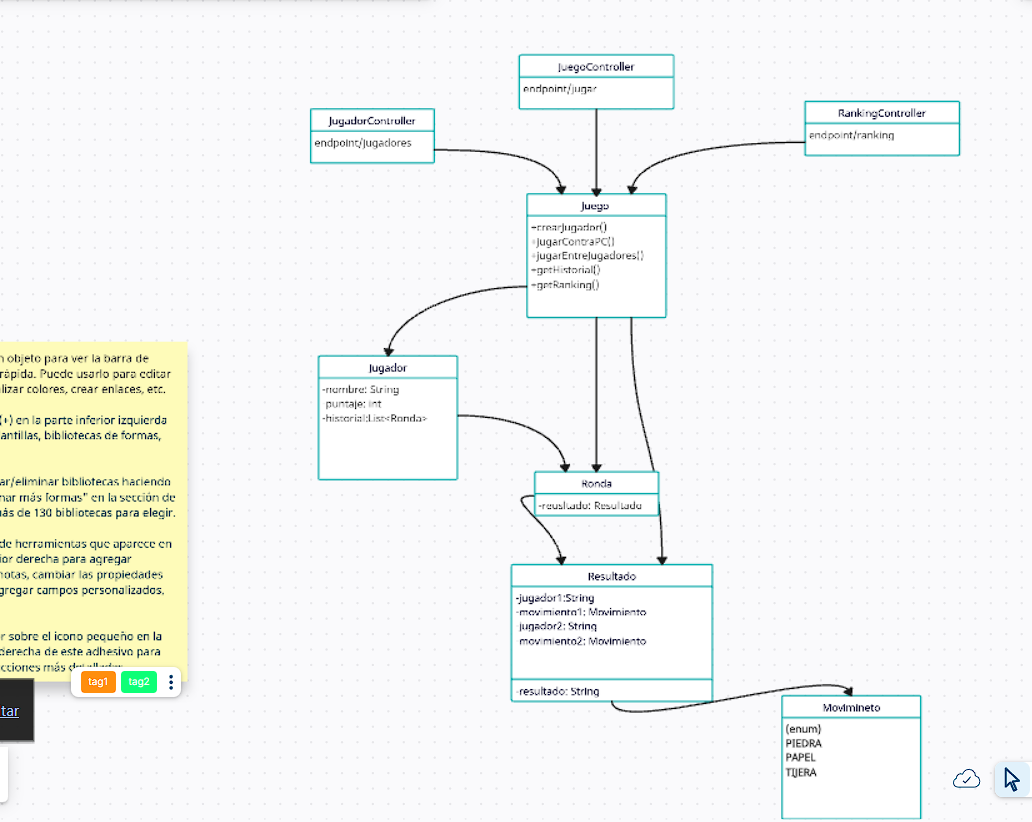 JuegoController
endpoint/jugar
JugadorController
endpoint/jugadores
RankingController
endpoint/ranking
Juego
+crearJugador()
+JugarContraPC()
+jugarEntreJugadores()
+getHistorial()
+getRanking()
Jugador
-nombre: String
puntaje: int
-historial:List<Ronda>
Ronda
-reusltado: Resultado
Resultado
-jugador1:String
-movimiento1: Movimiento
jugador2: String
movimiento2: Movimiento
-resultado: String
Movimineto
(enum)
PIEDRA
PAPEL
TIJERA
n objeto para ver la barra de
rápida. Puede usarlo para editar
lizar colores, crear enlaces, etc.
(+) en la parte inferior izquierda
antillas, bibliotecas de formas,
ar/eliminar bibliotecas haciendo
nar más formas" en la sección de
ás de 130 bibliotecas para elegir.
de herramientas que aparece en
ior derecha para agregar
notas, cambiar las propiedades
gregar campos personalizados.
r sobre el icono pequeño en la
derecha de este adhesivo para
cciones más detalladas
tag1 tag2
tar